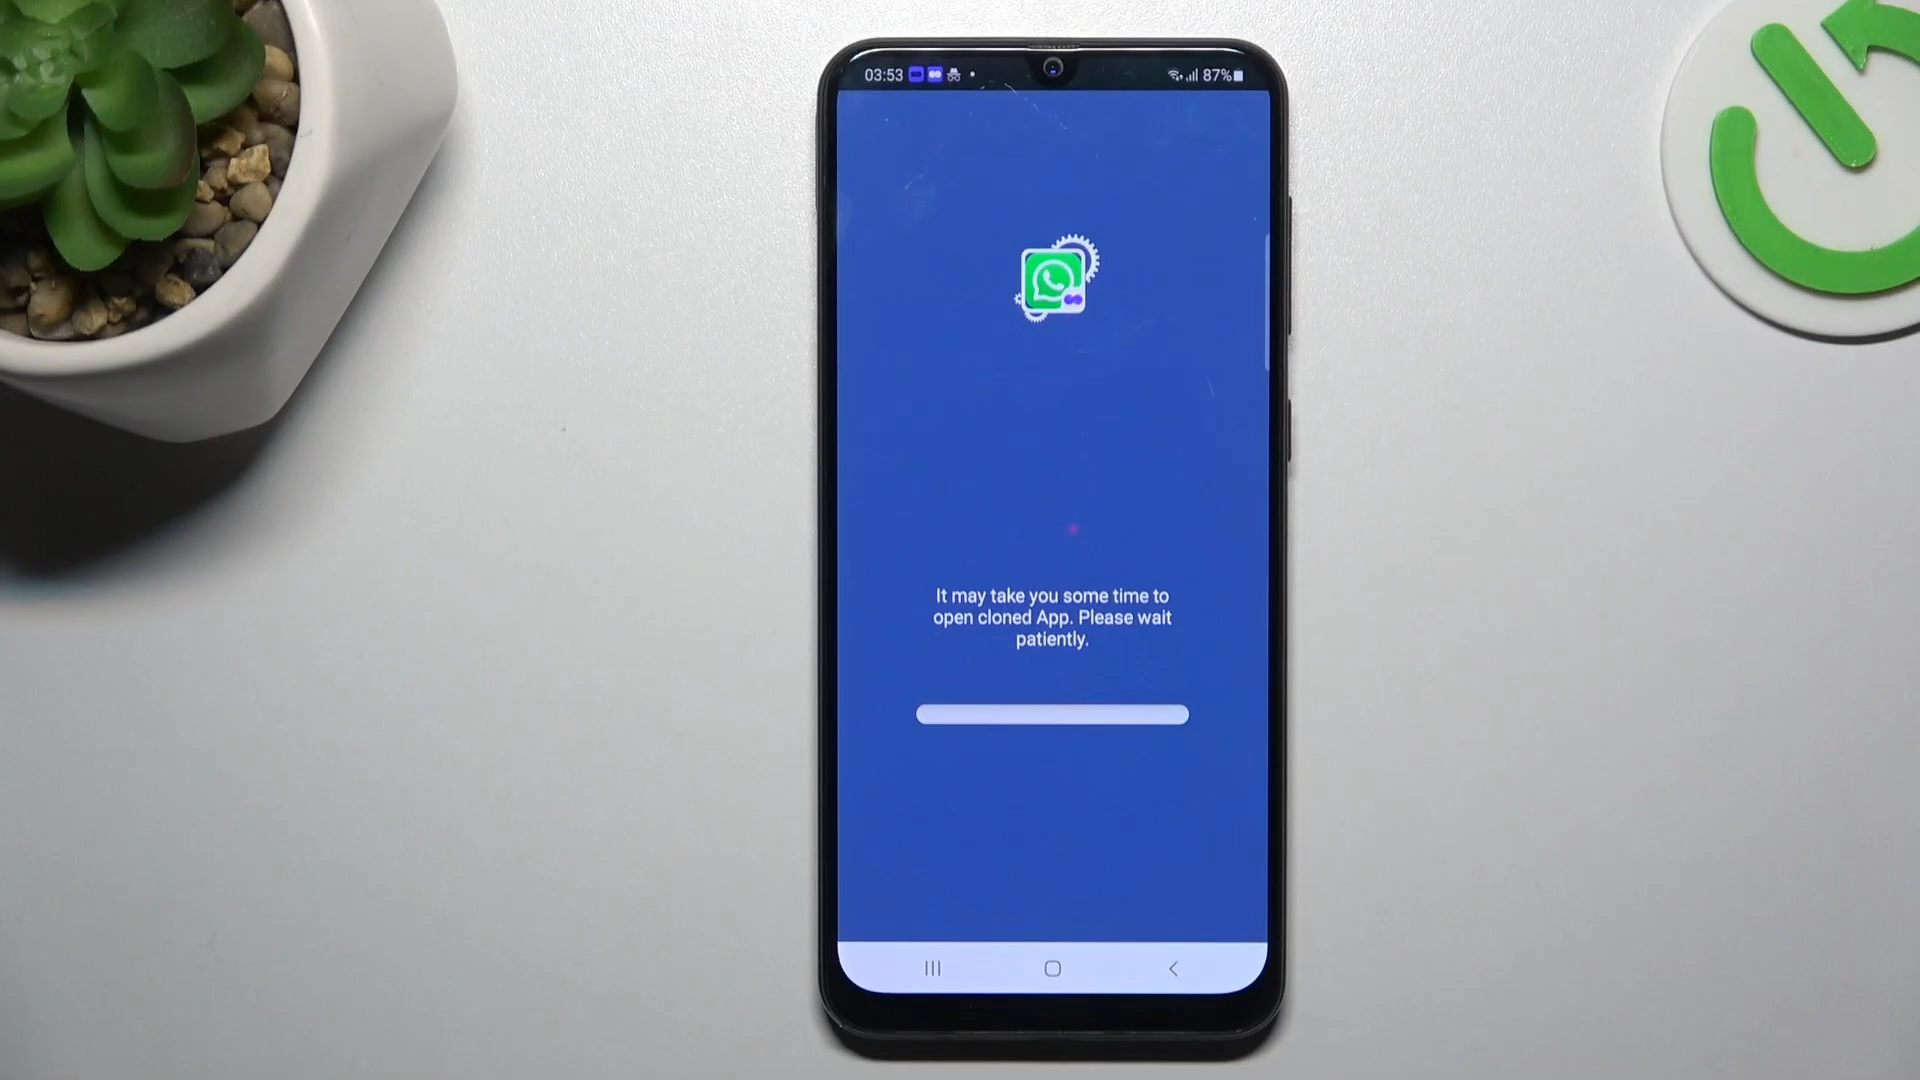 03:53
87%
It may take you some time to
open cloned App. Please wait
patiently.